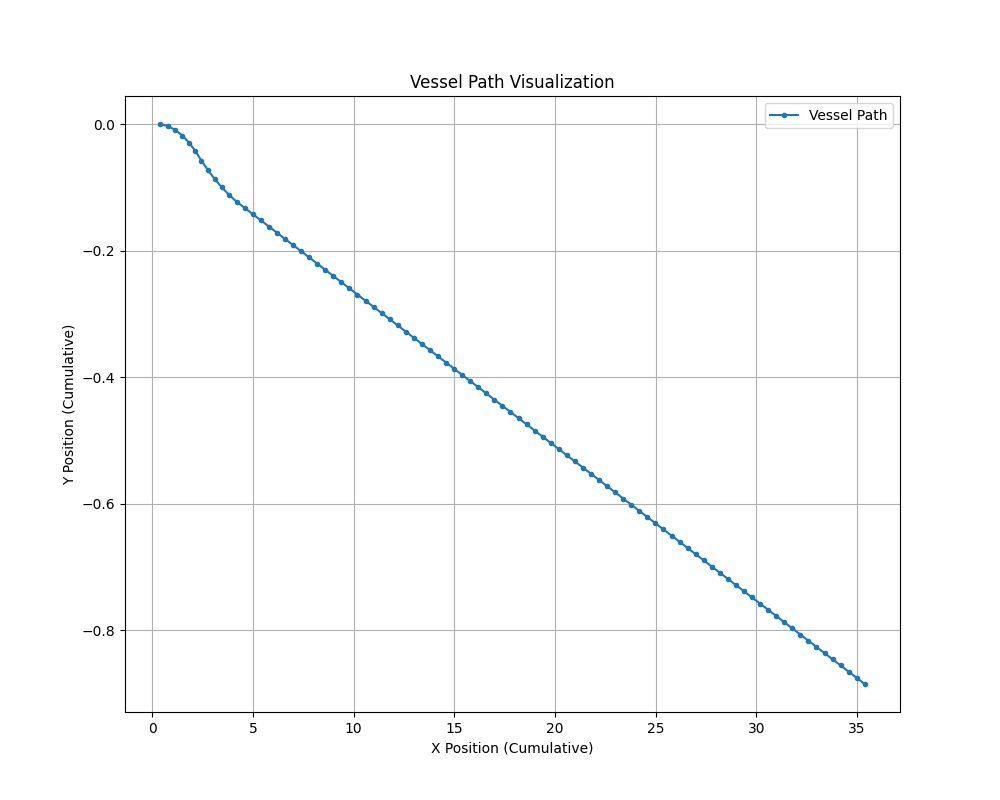 Vessel Path Visualization
Vessel Path
0.0
−0.2
−0.4
−0.6
−0.8
Y Position (Cumulative)
0 5 10 15 20 25 30 35
X Position (Cumulative)